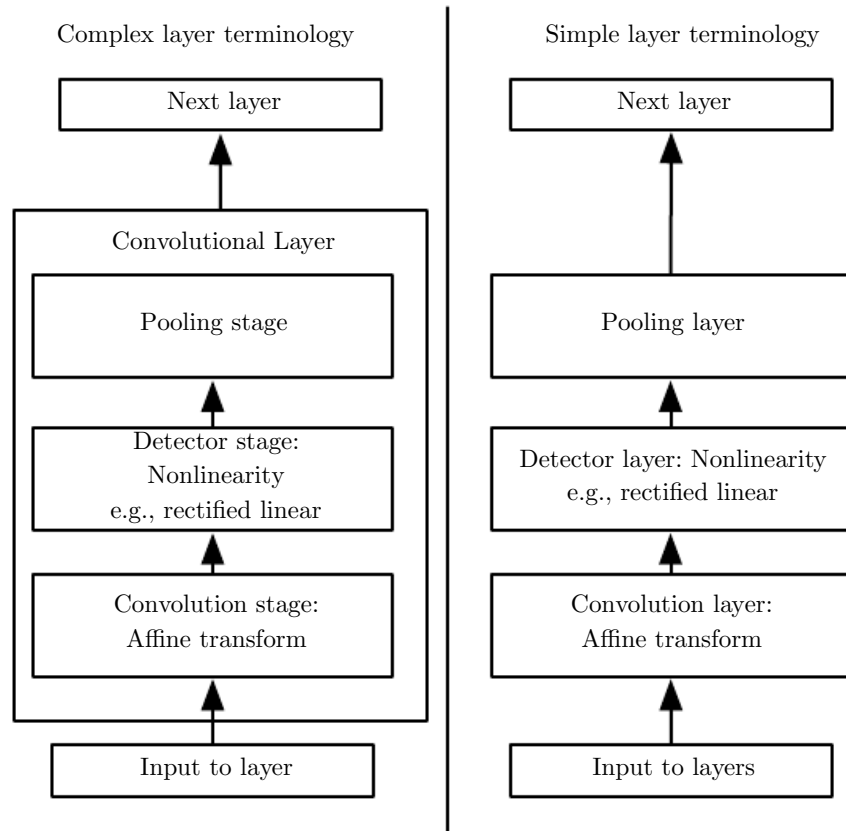 Complex layer terminology
Next layer
Convolutional Layer
Pooling stage
Detector stage:
Nonlinearity
e.g., rectified linear
Convolution stage:
Affine transform
Input to layer
Simple layer terminology
Next layer
Pooling layer
Detector layer: Nonlinearity
e.g., rectified linear
Convolution layer:
Affine transform
Input to layers